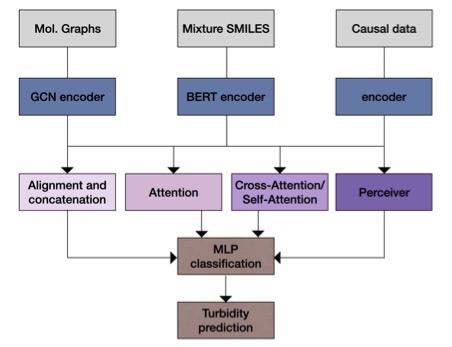 Mol. Graphs
Mixture SMILES
Causal data
GCN encoder
BERT encoder
encoder
Alignment and
concatenation
Attention
Cross-Attention/
Self-Attention
Perceiver
MLP
classification
Turbidity
prediction